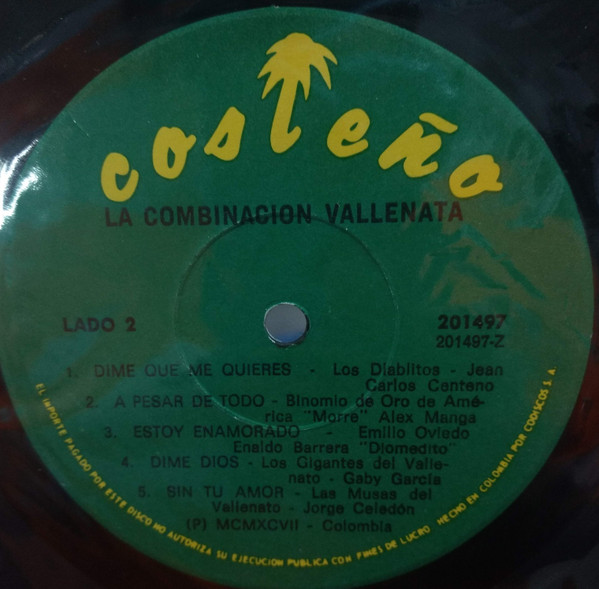 costeño
LA COMBINACION VALLENATA
LADO 2
201497
201497-Z
1. DIME QUE ME QUIERES - Los Diablitos - Jean
Carlos Centeno
2. A PESAR DE TODO - Binomio de Oro de Amé-
rica "Morre" Alex Manga
3. ESTOY ENAMORADO - Emilio Oviedo
Enaldo Barrera "Diomedito"
4. DIME DIOS - Los Gigantes del Valle-
nato - Gaby García
5. SIN TU AMOR - Las Musas del
Vallenato - Jorge Celedón
(P) MCMXCVII - Colombia
EL IMPORTE PAGADO POR ESTE DISCO NO AUTORIZA SU EJECUCION PUBLICA CON FINES DE LUCRO HECHO EN COLOMBIA POR CODISCOS S. A.